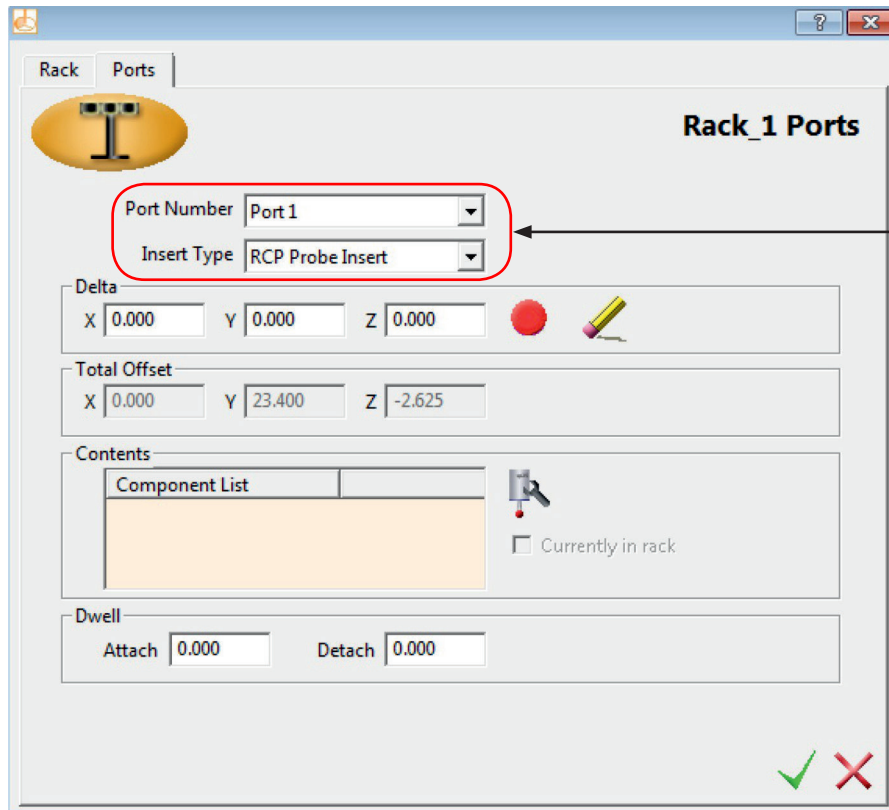 Rack Ports
Rack_1 Ports
Port Number Port 1
Insert Type RCP Probe Insert
Delta
X 0.000 Y 0.000 Z 0.000
Total Offset
X 0.000 Y 23.400 Z -2.625
Contents
Component List
Currently in rack
Dwell
Attach 0.000 Detach 0.000